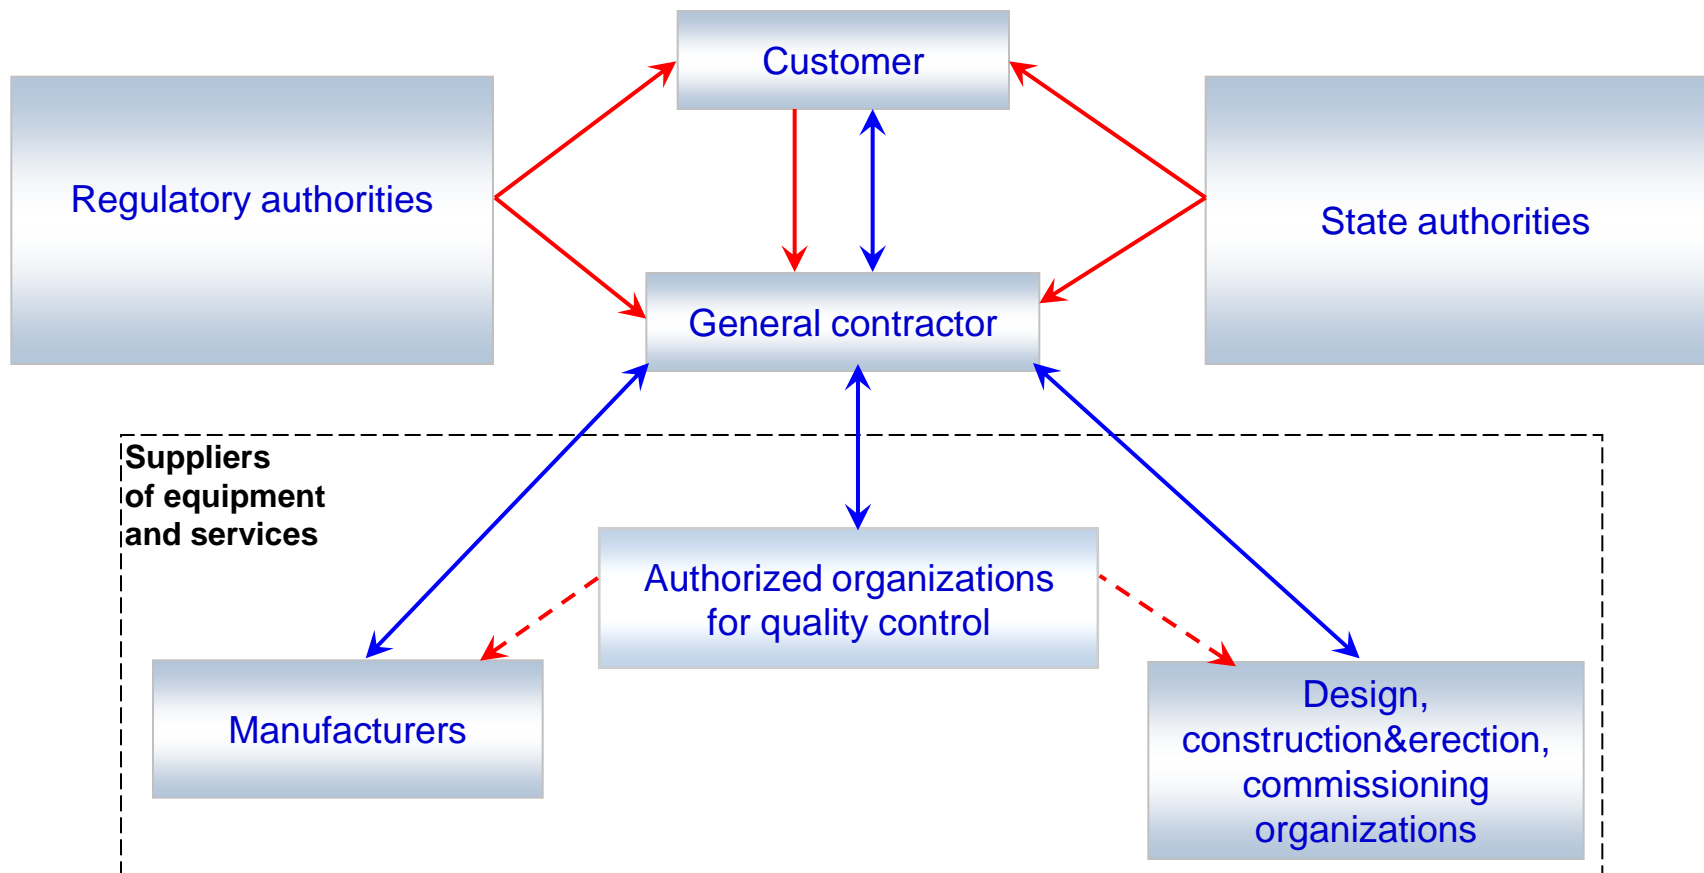 Customer
Regulatory authorities
State authorities
General contractor
Suppliers
of equipment
and services
Authorized organizations
for quality control
Manufacturers
Design,
construction&erection,
commissioning
organizations